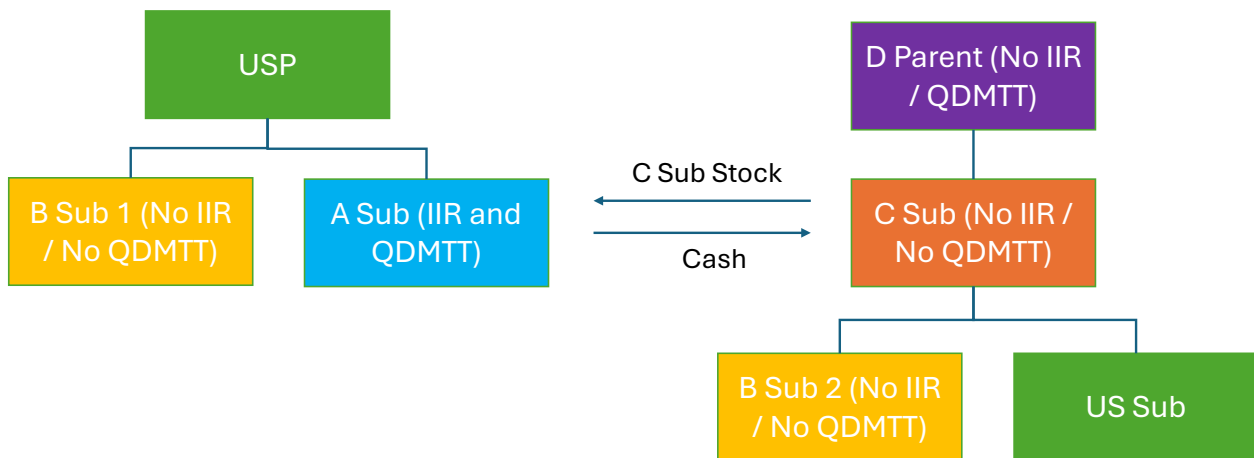 USP
D Parent (No IIR
/ QDMTT)
C Sub Stock
B Sub 1 (No IIR
/ No QDMTT)
A Sub (IIR and
QDMTT)
C Sub (No IIR /
No QDMTT)
Cash
B Sub 2 (No IIR
/ No QDMTT)
US Sub